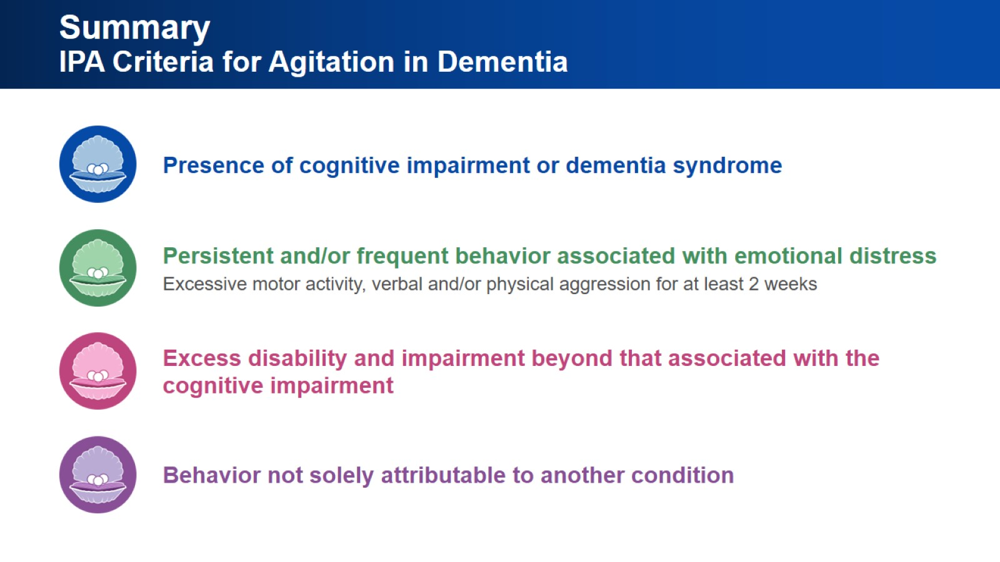 Summary
IPA Criteria for Agitation in Dementia
Presence of cognitive impairment or dementia syndrome
Persistent and/or frequent behavior associated with emotional distress
Excessive motor activity, verbal and/or physical aggression for at least 2 weeks
Excess disability and impairment beyond that associated with the
cognitive impairment
Behavior not solely attributable to another condition